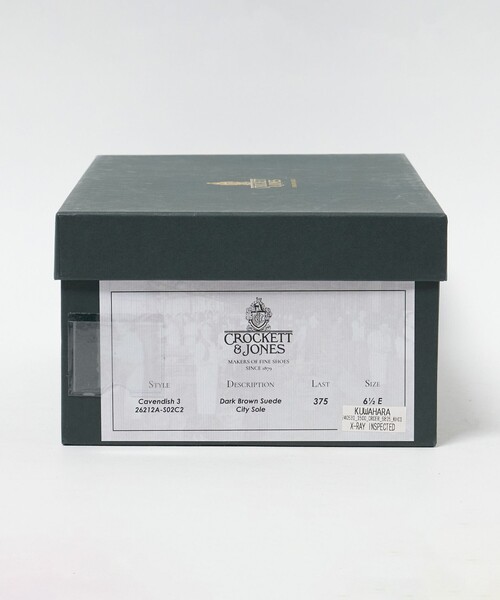 CROCKETT
& JONES
MAKERS OF FINE SHOES
SINCE 1879
STYLE DESCRIPTION LAST SIZE
Cavendish 3 Dark Brown Suede 375 6½ E
26212A-S02C2 City Sole
KUWAHARA
X-RAY INSPECTED